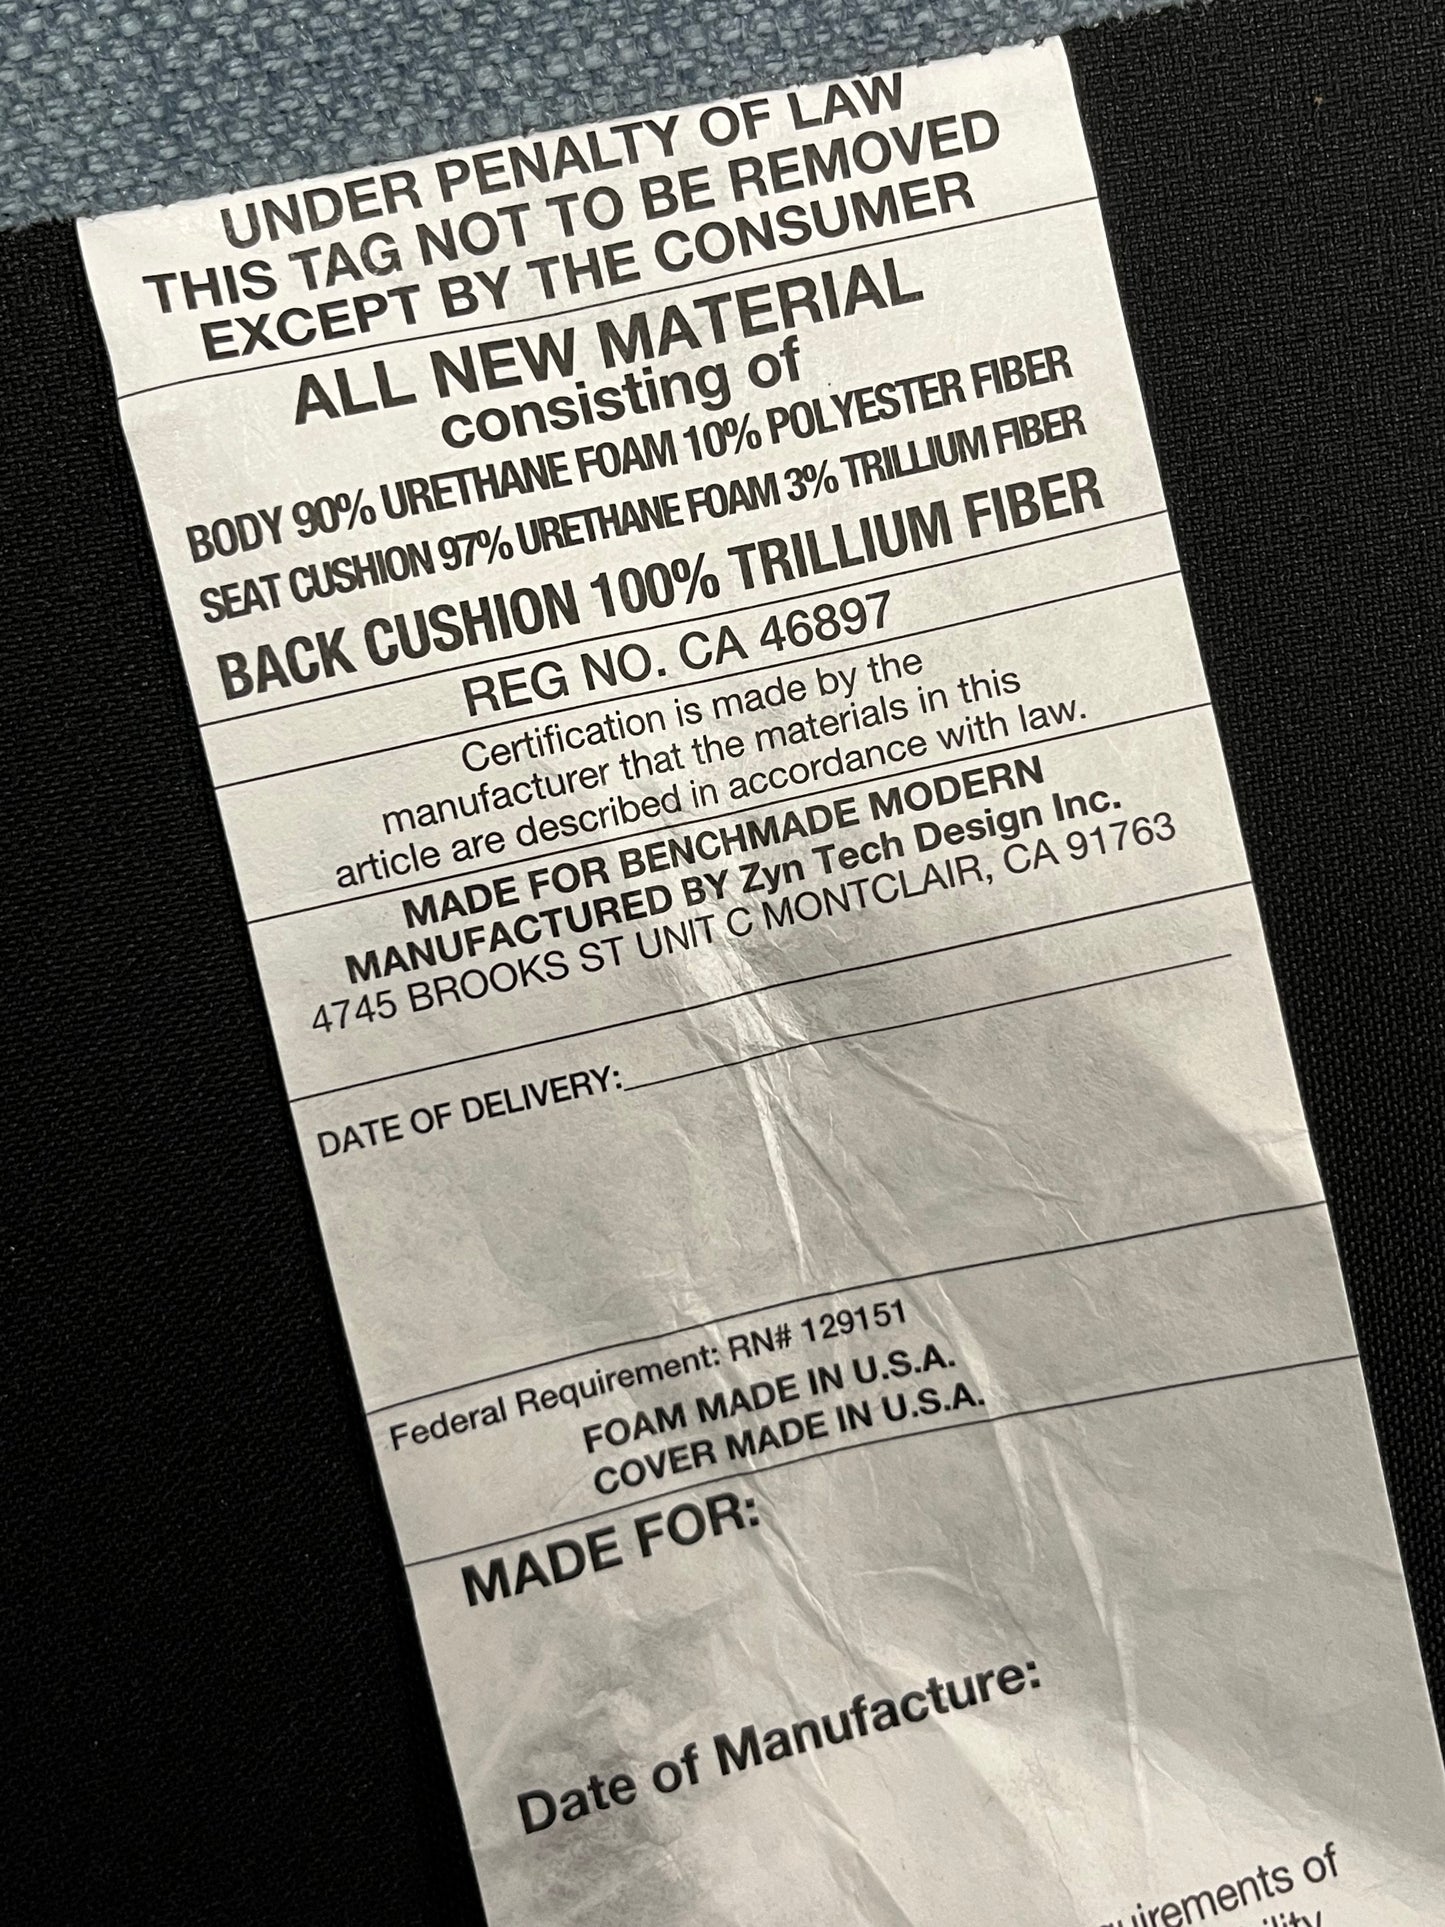 UNDER PENALTY OF LAW
THIS TAG NOT TO BE REMOVED
EXCEPT BY THE CONSUMER
ALL NEW MATERIAL
consisting of
BODY 90% URETHANE FOAM 10% POLYESTER FIBER
SEAT CUSHION 97% URETHANE FOAM 3% TRILLIUM FIBER
BACK CUSHION 100% TRILLIUM FIBER
REG NO. CA 46897
Certification is made by the
manufacturer that the materials in this
article are described in accordance with law.
MADE FOR BENCHMADE MODERN
MANUFACTURED BY Zyn Tech Design Inc.
4745 BROOKS ST UNIT C MONTCLAIR, CA 91763
DATE OF DELIVERY:
Federal Requirement: RN# 129151
FOAM MADE IN U.S.A.
COVER MADE IN U.S.A.
MADE FOR:
Date of Manufacture:
of